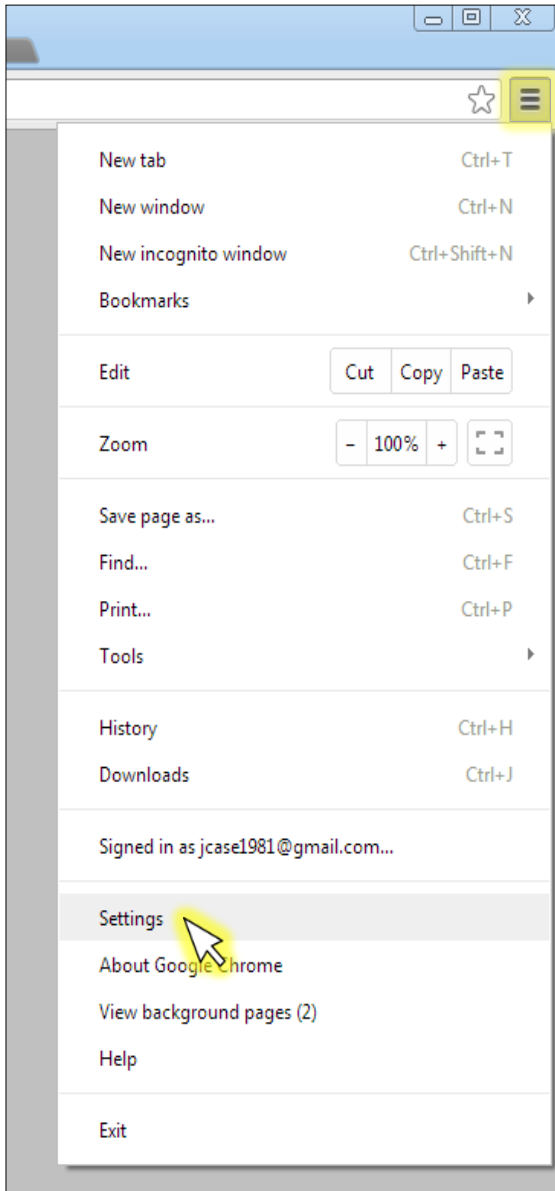 New tab Ctrl+T
New window Ctrl+N
New incognito window Ctrl+Shift+N
Bookmarks
Edit Cut Copy Paste
Zoom - 100% +
Save page as... Ctrl+S
Find... Ctrl+F
Print... Ctrl+P
Tools
History Ctrl+H
Downloads Ctrl+J
Signed in as jcase1981@gmail.com...
Settings
About Google Chrome
View background pages (2)
Help
Exit